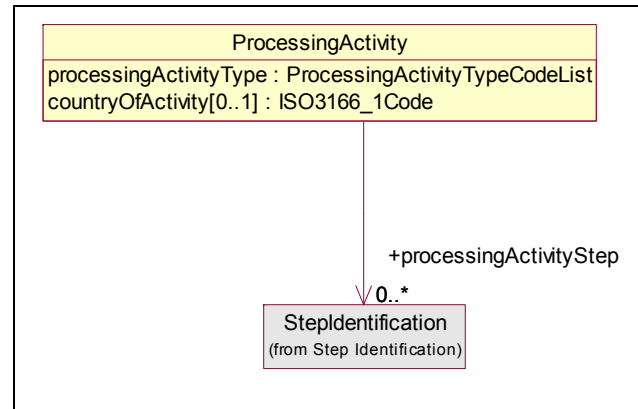 ProcessingActivity
processingActivityType : ProcessingActivityTypeCodeList
countryOfActivity[0..1] : ISO3166_1Code
+processingActivityStep
0..*
StepIdentification
(from Step Identification)